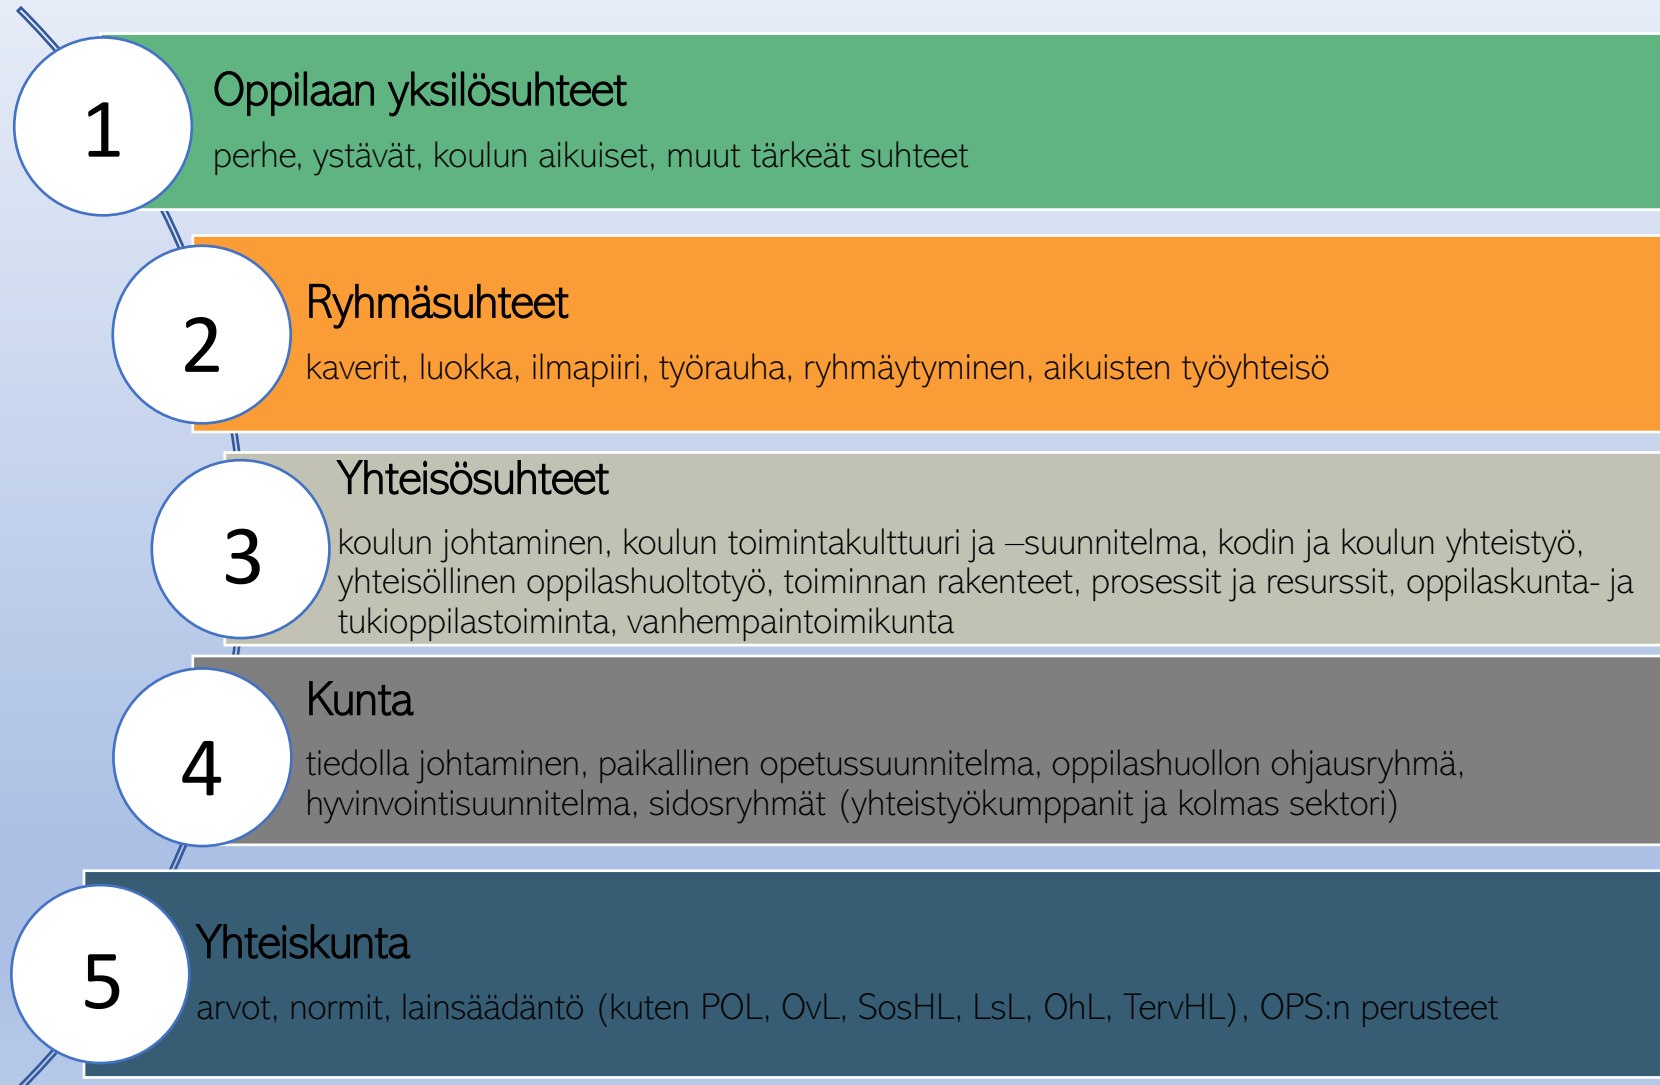 1
Oppilaan yksilösuhteet
perhe, ystävät, koulun aikuiset, muut tärkeät suhteet
2
Ryhmäsuhteet
kaverit, luokka, ilmapiiri, työrauha, ryhmäytyminen, aikuisten työyhteisö
3
Yhteisösuhteet
koulun johtaminen, koulun toimintakulttuuri ja –suunnitelma, kodin ja koulun yhteistyö,
yhteisöllinen oppilashuoltotyö, toiminnan rakenteet, prosessit ja resurssit, oppilaskunta- ja
tukioppilastoiminta, vanhempaintoimikunta
4
Kunta
tiedolla johtaminen, paikallinen opetussuunnitelma, oppilashuollon ohjausryhmä,
hyvinvointisuunnitelma, sidosryhmät (yhteistyökumppanit ja kolmas sektori)
5
Yhteiskunta
arvot, normit, lainsäädäntö (kuten POL, OvL, SosHL, LsL, OhL, TervHL), OPS:n perusteet